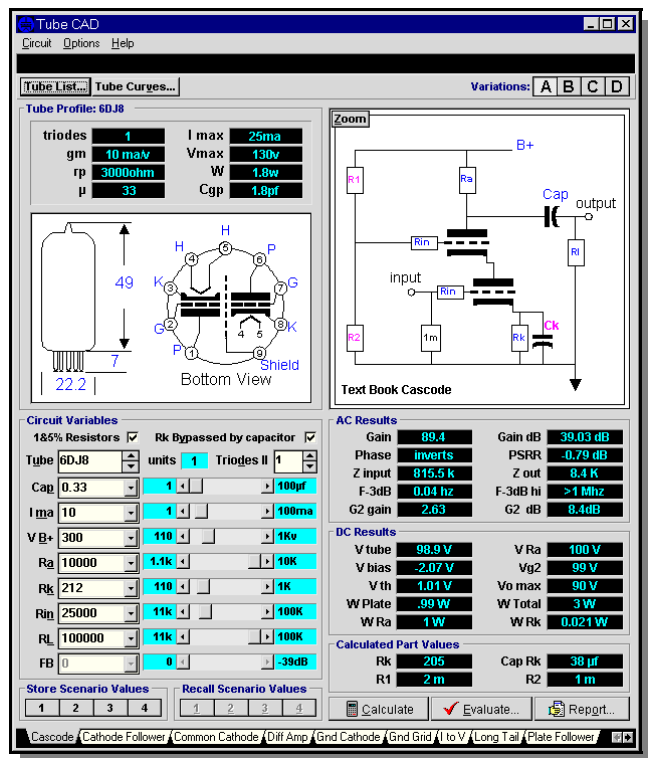 Tube CAD
Circuit Options Help
Tube List... Tube Curves... Variations: A B C D
Tube Profile: 6DJ8
triodes 1 I max 25ma
gm 10 ma/v Vmax 130v
rp 3000ohm W 1.8w
µ 33 Cgp 1.8pf
Zoom
B+
R1
Ra
Cap
output
Rin
Rl
input
Rin
R2
1m
Rk
Ck
Text Book Cascode
49
7
22.2
H
H
P
K
G
G
K
P
Shield
1 2 3 4 5 6 7 8 9
4 5
Bottom View
Circuit Variables
1&5% Resistors Rk Bypassed by capacitor
Tube 6DJ8 units 1 Triodes II 1
Cap 0.33 1 100µf
I ma 10 1 100ma
V B+ 300 110 1Kv
Ra 10000 1.1k 10K
Rk 212 110 1K
Rin 25000 11k 100K
RL 100000 11k 100K
FB 0 0 -39dB
Store Scenario Values Recall Scenario Values
1 2 3 4 1 2 3 4
AC Results
Gain 89.4 Gain dB 39.03 dB
Phase inverts PSRR -0.79 dB
Z input 815.5 k Z out 8.4 K
F-3dB 0.04 hz F-3dB hi >1 Mhz
G2 gain 2.63 G2 dB 8.4dB
DC Results
V tube 98.9 V V Ra 100 V
V bias -2.07 V Vg2 99 V
V th 1.01 V Vo max 90 V
W Plate .99 W W Total 3 W
W Ra 1 W W Rk 0.021 W
Calculated Part Values
Rk 205 Cap Rk 38 µf
R1 2 m R2 1 m
Calculate Evaluate... Report...
Cascode Cathode Follower Common Cathode Diff Amp Gnd Cathode Gnd Grid I to V Long Tail Plate Follower